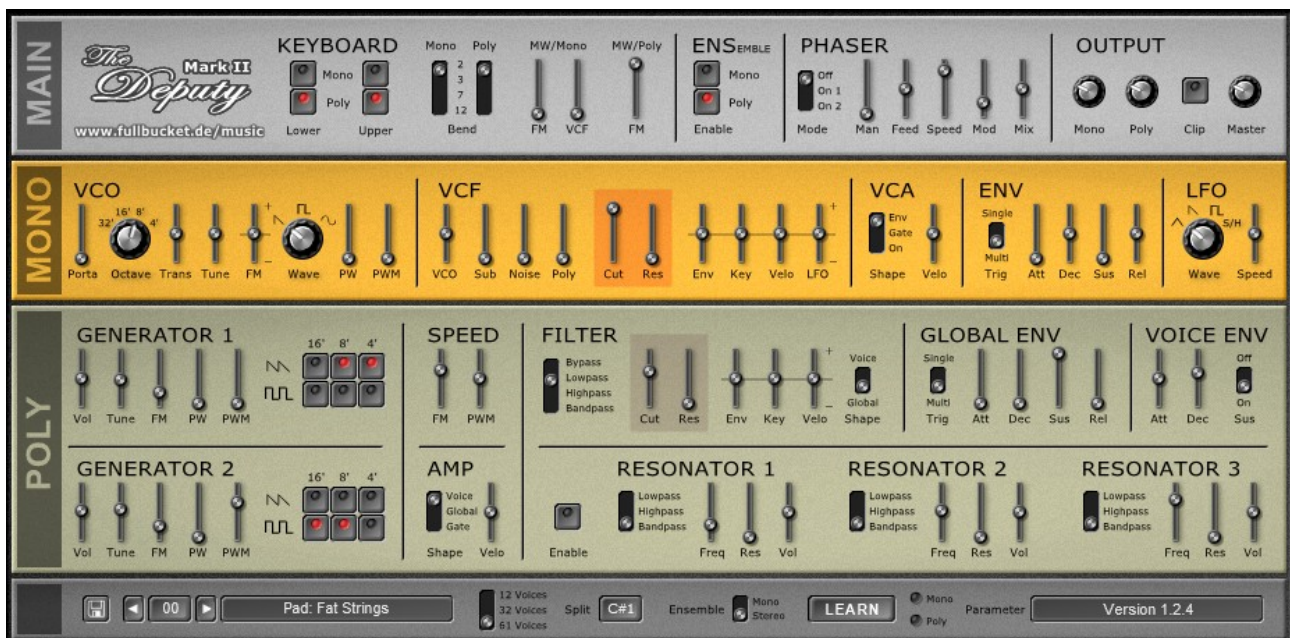 MAIN
The Deputy Mark II
www.fullbucket.de/music
KEYBOARD
Mono
Poly
Lower Upper
Mono Poly
2
3
7
12
Bend
MW/Mono
FM VCF
MW/Poly
FM
ENSEMBLE
Mono
Poly
Enable
PHASER
Off
On 1
On 2
Mode Man Feed Speed Mod Mix
OUTPUT
Mono Poly Clip Master
MONO
VCO
32' 16' 8' 4'
+
−
Porta Octave Trans Tune FM Wave PW PWM
VCF
+
−
VCO Sub Noise Poly Cut Res Env Key Velo LFO
VCA
Env
Gate
On
Shape Velo
ENV
Single
Multi
Trig Att Dec Sus Rel
LFO
S/H
Wave Speed
POLY
GENERATOR 1
16' 8' 4'
Vol Tune FM PW PWM
SPEED
FM PWM
FILTER
Bypass
Lowpass
Highpass
Bandpass
Cut Res
+
−
Env Key Velo
Voice
Global
Shape
GLOBAL ENV
Single
Multi
Trig Att Dec Sus Rel
VOICE ENV
Off
On
Att Dec Sus
GENERATOR 2
16' 8' 4'
Vol Tune FM PW PWM
AMP
Voice
Global
Gate
Shape Velo
Enable
RESONATOR 1
Lowpass
Highpass
Bandpass
Freq Res Vol
RESONATOR 2
Lowpass
Highpass
Bandpass
Freq Res Vol
RESONATOR 3
Lowpass
Highpass
Bandpass
Freq Res Vol
00
Pad: Fat Strings
12 Voices
32 Voices
61 Voices
Split C#1
Ensemble
Mono
Stereo
LEARN
Mono
Poly
Parameter
Version 1.2.4